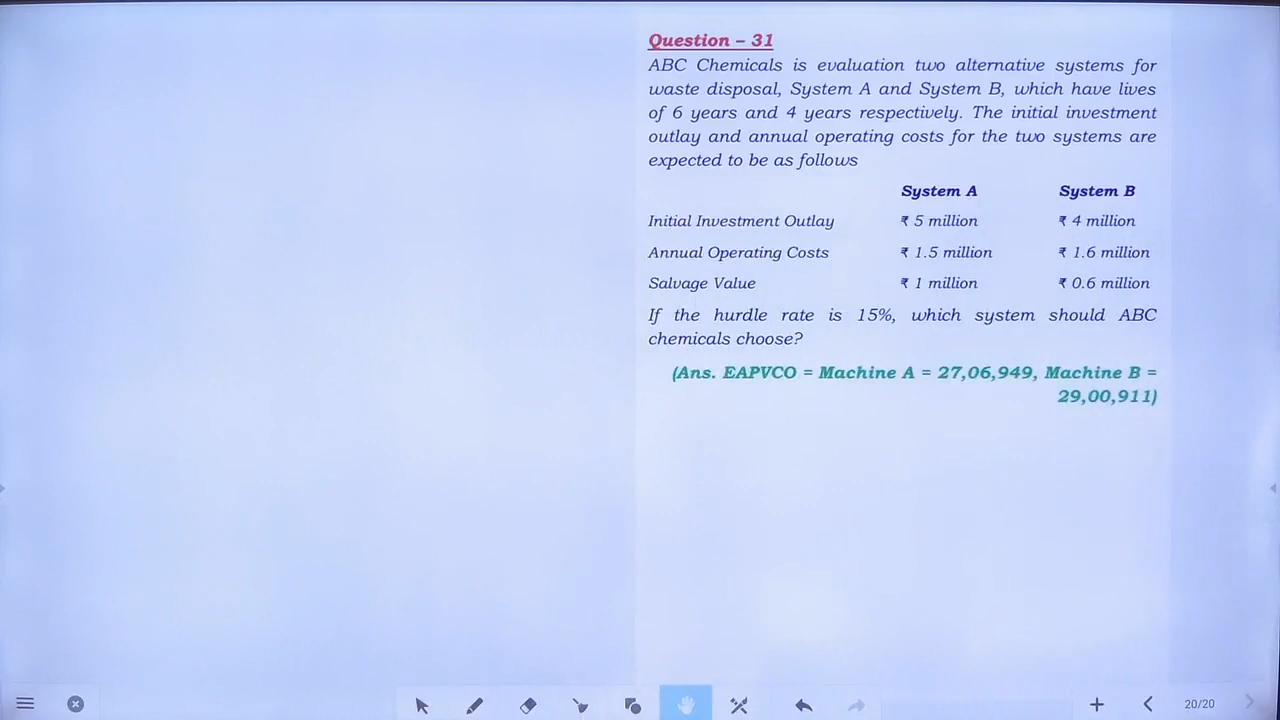 Question – 31
ABC Chemicals is evaluation two alternative systems for
waste disposal, System A and System B, which have lives
of 6 years and 4 years respectively. The initial investment
outlay and annual operating costs for the two systems are
expected to be as follows
System A System B
Initial Investment Outlay ₹ 5 million ₹ 4 million
Annual Operating Costs ₹ 1.5 million ₹ 1.6 million
Salvage Value ₹ 1 million ₹ 0.6 million
If the hurdle rate is 15%, which system should ABC
chemicals choose?
(Ans. EAPVCO = Machine A = 27,06,949, Machine B =
29,00,911)
20/20